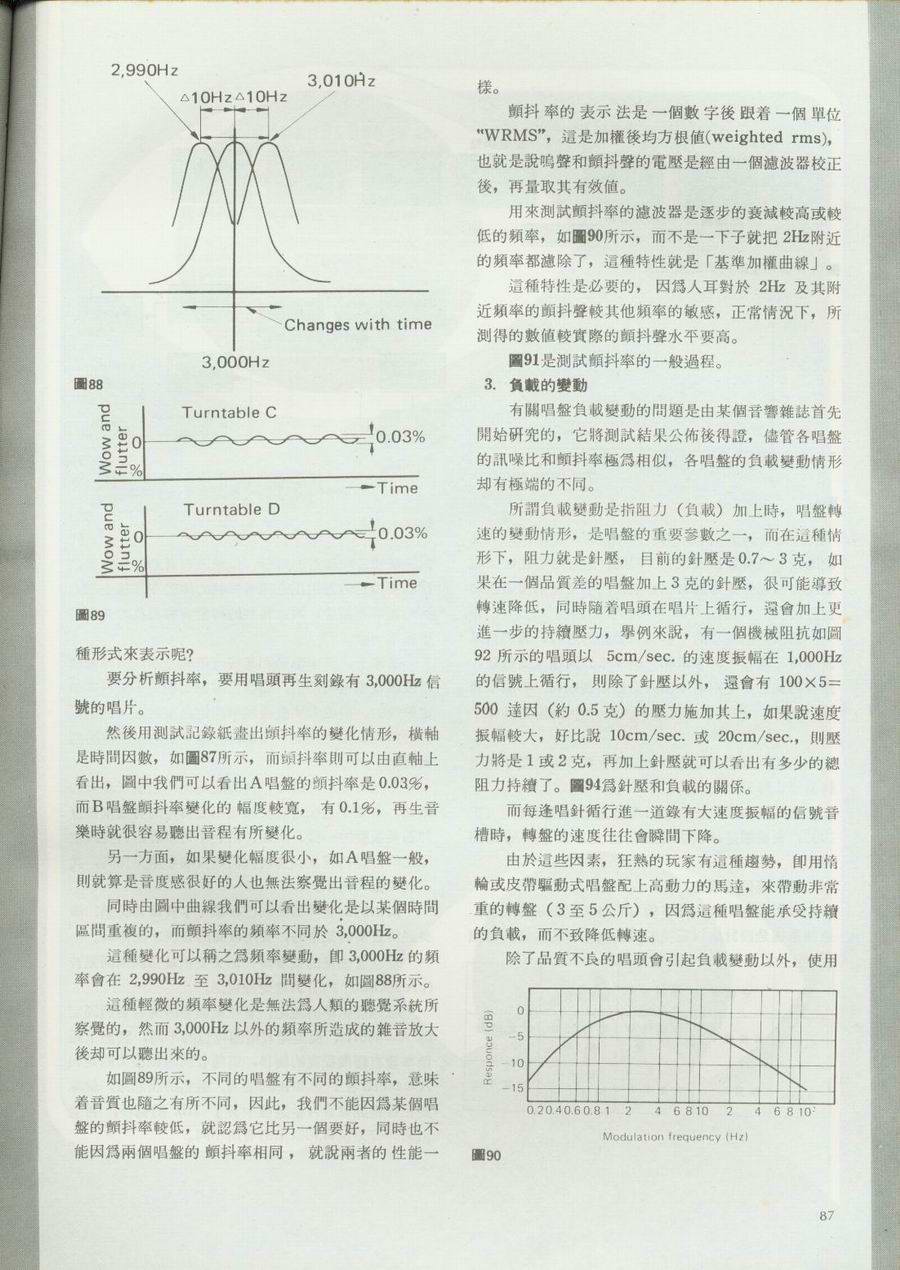 2,990Hz
3,010Hz
△10Hz △10Hz
Changes with time
3,000Hz
圖88
Wow and
flutter
%
0
Turntable C
0.03%
Time
Wow and
flutter
%
0
Turntable D
0.03%
Time
圖89
種形式來表示呢?
要分析顫抖率，要用唱頭再生刻錄有 3,000Hz 信
號的唱片。
然後用測試記錄紙畫出顫抖率的變化情形，橫軸
是時間因數，如圖87所示，而顫抖率則可以由直軸上
看出，圖中我們可以看出A唱盤的顫抖率是 0.03%，
而B唱盤顫抖率變化的 幅度較寬， 有 0.1%，再生音
樂時就很容易聽出音程有所變化。
另一方面，如果變化幅度很小，如A唱盤一般，
則就算是音度感很好的人也無法察覺出音程的變化。
同時由圖中曲線我們可以看出變化是以某個時間
區間重複的，而顫抖率的頻率不同於 3,000Hz。
這種變化可以稱之爲頻率變動，卽 3,000Hz 的頻
率會在 2,990Hz 至 3,010Hz 間變化，如圖88所示。
這種輕微的頻率變化是無法爲人類的聽覺系統所
察覺的，然而 3,000Hz 以外的頻率所造成的雜音放大
後却可以聽出來的。
如圖89所示，不同的唱盤有不同的顫抖率，意味
着音質也隨之有所不同，因此，我們不能因爲某個唱
盤的顫抖率較低，就認爲它比另一個要好，同時也不
能因爲兩個唱盤的 顫抖率相同 ， 就說兩者的 性能一
樣。
顫抖 率的 表示 法是 一個數 字後 跟着 一個 單位
“WRMS”，這是加權後均方根値(weighted rms)，
也就是說嗚聲和顫抖聲的電壓是經由一個濾波器校正
後，再量取其有效値。
用來測試顫抖率的濾波器是逐步的衰減較高或較
低的頻率，如圖90所示，而不是一下子就把 2Hz附近
的頻率都濾除了，這種特性就是「基準加權曲線」。
這種特性是必要的， 因爲人耳對於 2Hz 及其附
近頻率的顫抖聲較其他頻率的敏感，正常情況下，所
測得的數値較實際的顫抖聲水平要高。
圖91是測試顫抖率的一般過程。
3. 負載的變動
有關唱盤負載變動的問題是由某個音響雜誌首先
開始研究的，它將測試結果公佈後得證，儘管各唱盤
的訊噪比和顫抖率極爲相似，各唱盤的負載變動情形
却有極端的不同。
所謂負載變動是指阻力（負載）加上時，唱盤轉
速的變動情形，是唱盤的重要參數之一，而在這種情
形下，阻力就是針壓， 目前的針壓是 0.7～ 3 克， 如
果在一個品質差的唱盤加上 3 克的針壓，很可能導致
轉速降低，同時隨着唱頭在唱片上循行，還會加上更
進一步的持續壓力，舉例來說，有一個機械阻抗如圖
92 所示的唱頭以 5cm/sec. 的速度振幅在 1,000Hz
的信號上循行， 則除了針壓以外， 還會有 100×5=
500 達因（約 0.5 克）的壓力施加其上，如果說速度
振幅較大，好比說 10cm/sec. 或 20cm/sec.，則壓
力將是 1 或 2 克，再加上針壓就可以看出有多少的總
阻力持續了。圖94爲針壓和負載的關係。
而每逢唱針循行進一道錄有大速度振幅的信號音
槽時，轉盤的速度往往會瞬間下降。
由於這些因素，狂熱的玩家有這種趨勢，卽用惰
輪或皮帶驅動式唱盤配上高動力的馬達，來帶動非常
重的轉盤（ 3 至 5 公斤），因爲這種唱盤能承受持續
的負載，而不致降低轉速。
除了品質不良的唱頭會引起負載變動以外，使用
Responce (dB)
0
−5
−10
−15
0.2 0.4 0.6 0.8 1 2 4 6 8 10 2 4 6 8 10²
Modulation frequency (Hz)
圖90
87